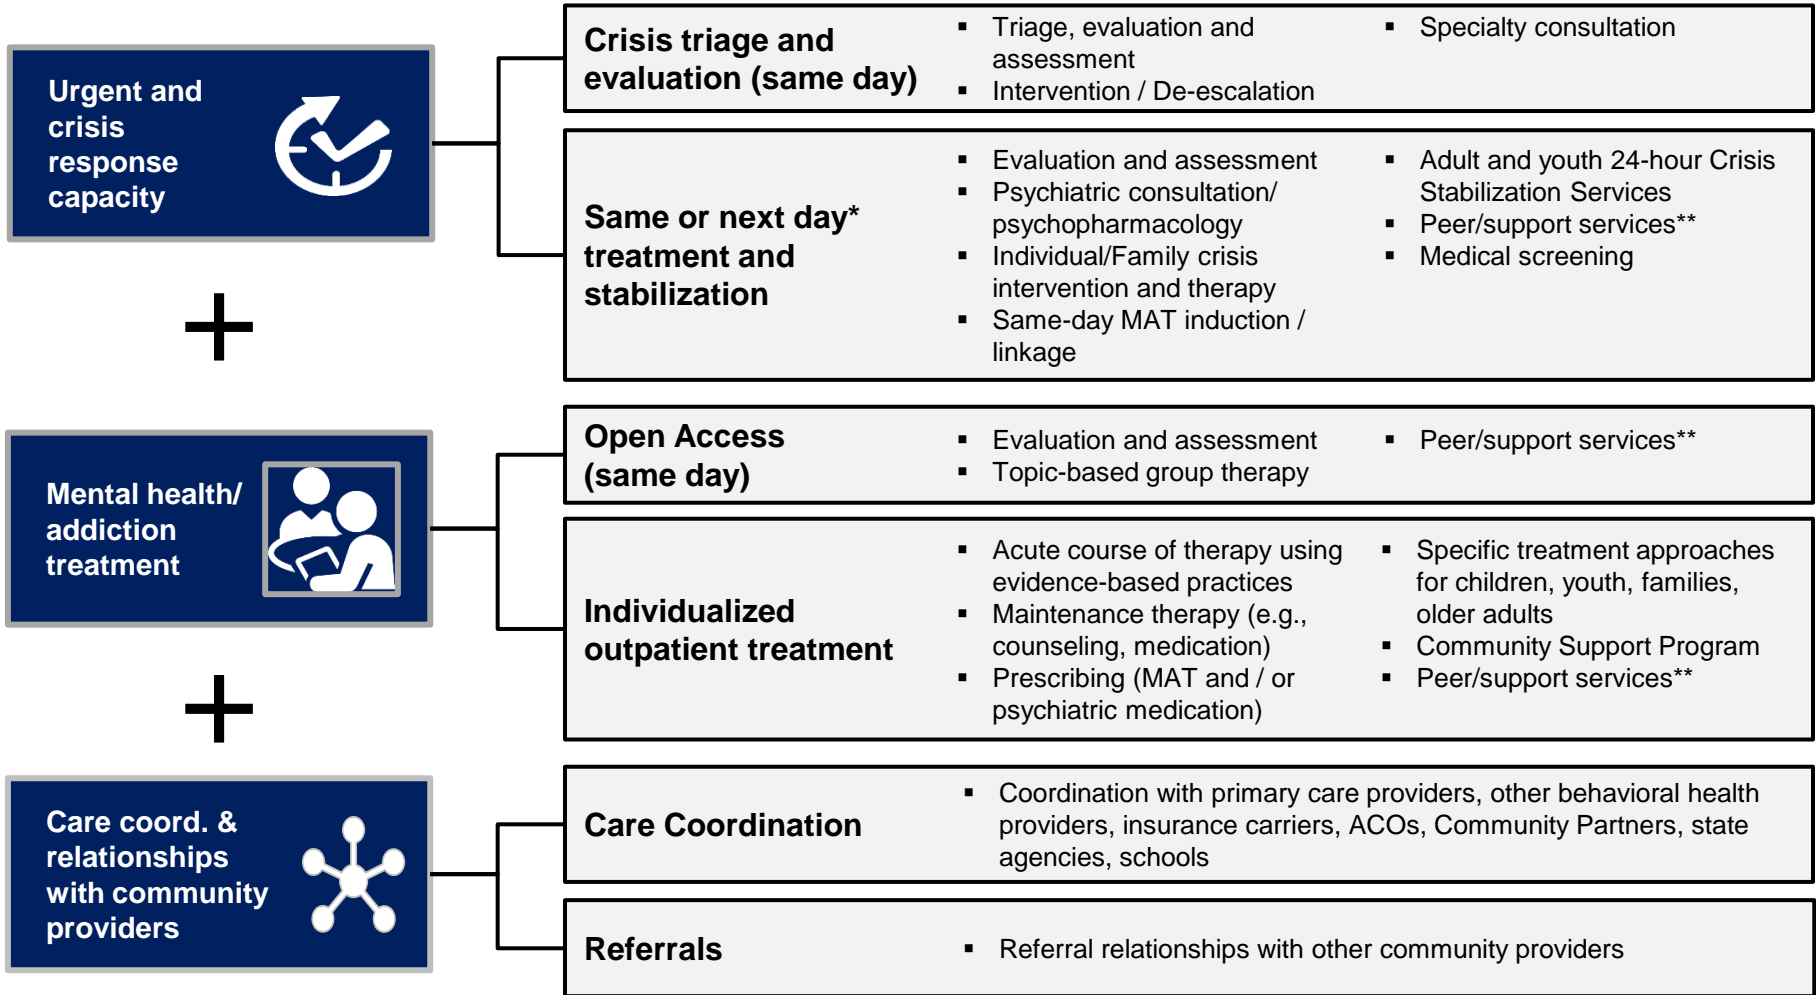 Urgent and
crisis
response
capacity
Crisis triage and
evaluation (same day)
▪ Triage, evaluation and
assessment
▪ Intervention / De-escalation
▪ Specialty consultation
Same or next day*
treatment and
stabilization
▪ Evaluation and assessment
▪ Psychiatric consultation/
psychopharmacology
▪ Individual/Family crisis
intervention and therapy
▪ Same-day MAT induction /
linkage
▪ Adult and youth 24-hour Crisis
Stabilization Services
▪ Peer/support services**
▪ Medical screening
+
Mental health/
addiction
treatment
Open Access
(same day)
▪ Evaluation and assessment
▪ Topic-based group therapy
▪ Peer/support services**
Individualized
outpatient treatment
▪ Acute course of therapy using
evidence-based practices
▪ Maintenance therapy (e.g.,
counseling, medication)
▪ Prescribing (MAT and / or
psychiatric medication)
▪ Specific treatment approaches
for children, youth, families,
older adults
▪ Community Support Program
▪ Peer/support services**
+
Care coord. &
relationships
with community
providers
Care Coordination
▪ Coordination with primary care providers, other behavioral health
providers, insurance carriers, ACOs, Community Partners, state
agencies, schools
Referrals
▪ Referral relationships with other community providers